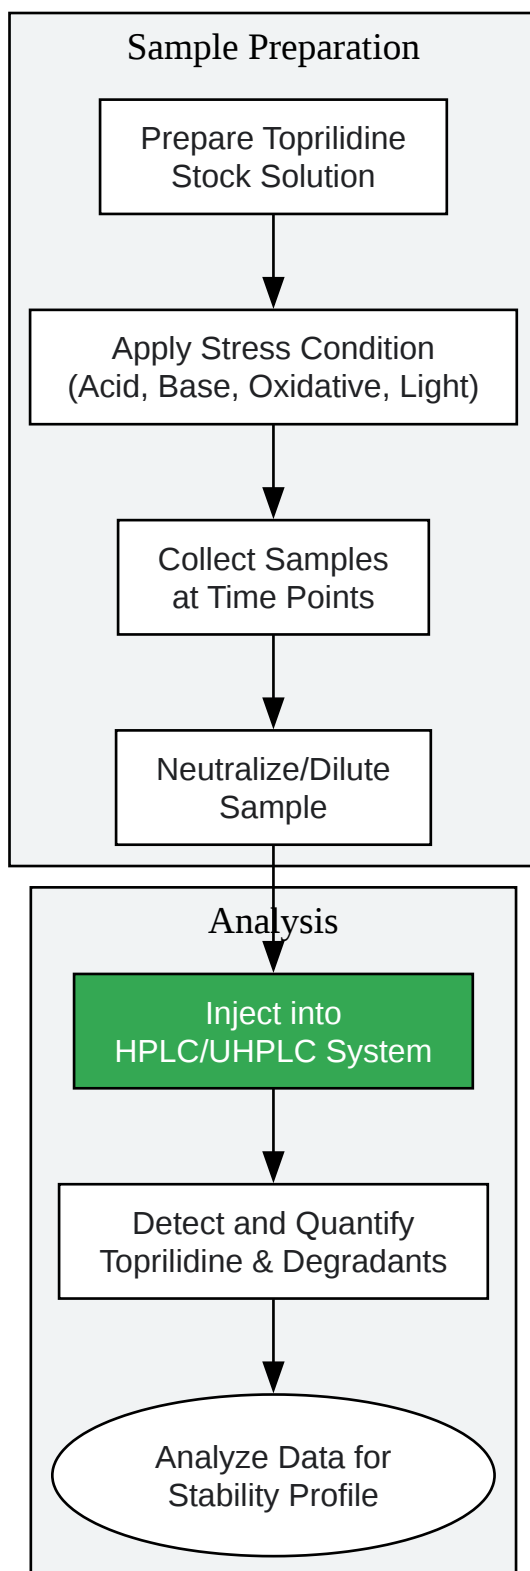 Sample Preparation
Prepare Toprilidine
Stock Solution
Apply Stress Condition
(Acid, Base, Oxidative, Light)
Collect Samples
at Time Points
Neutralize/Dilute
Sample
Analysis
Inject into
HPLC/UHPLC System
Detect and Quantify
Toprilidine & Degradants
Analyze Data for
Stability Profile